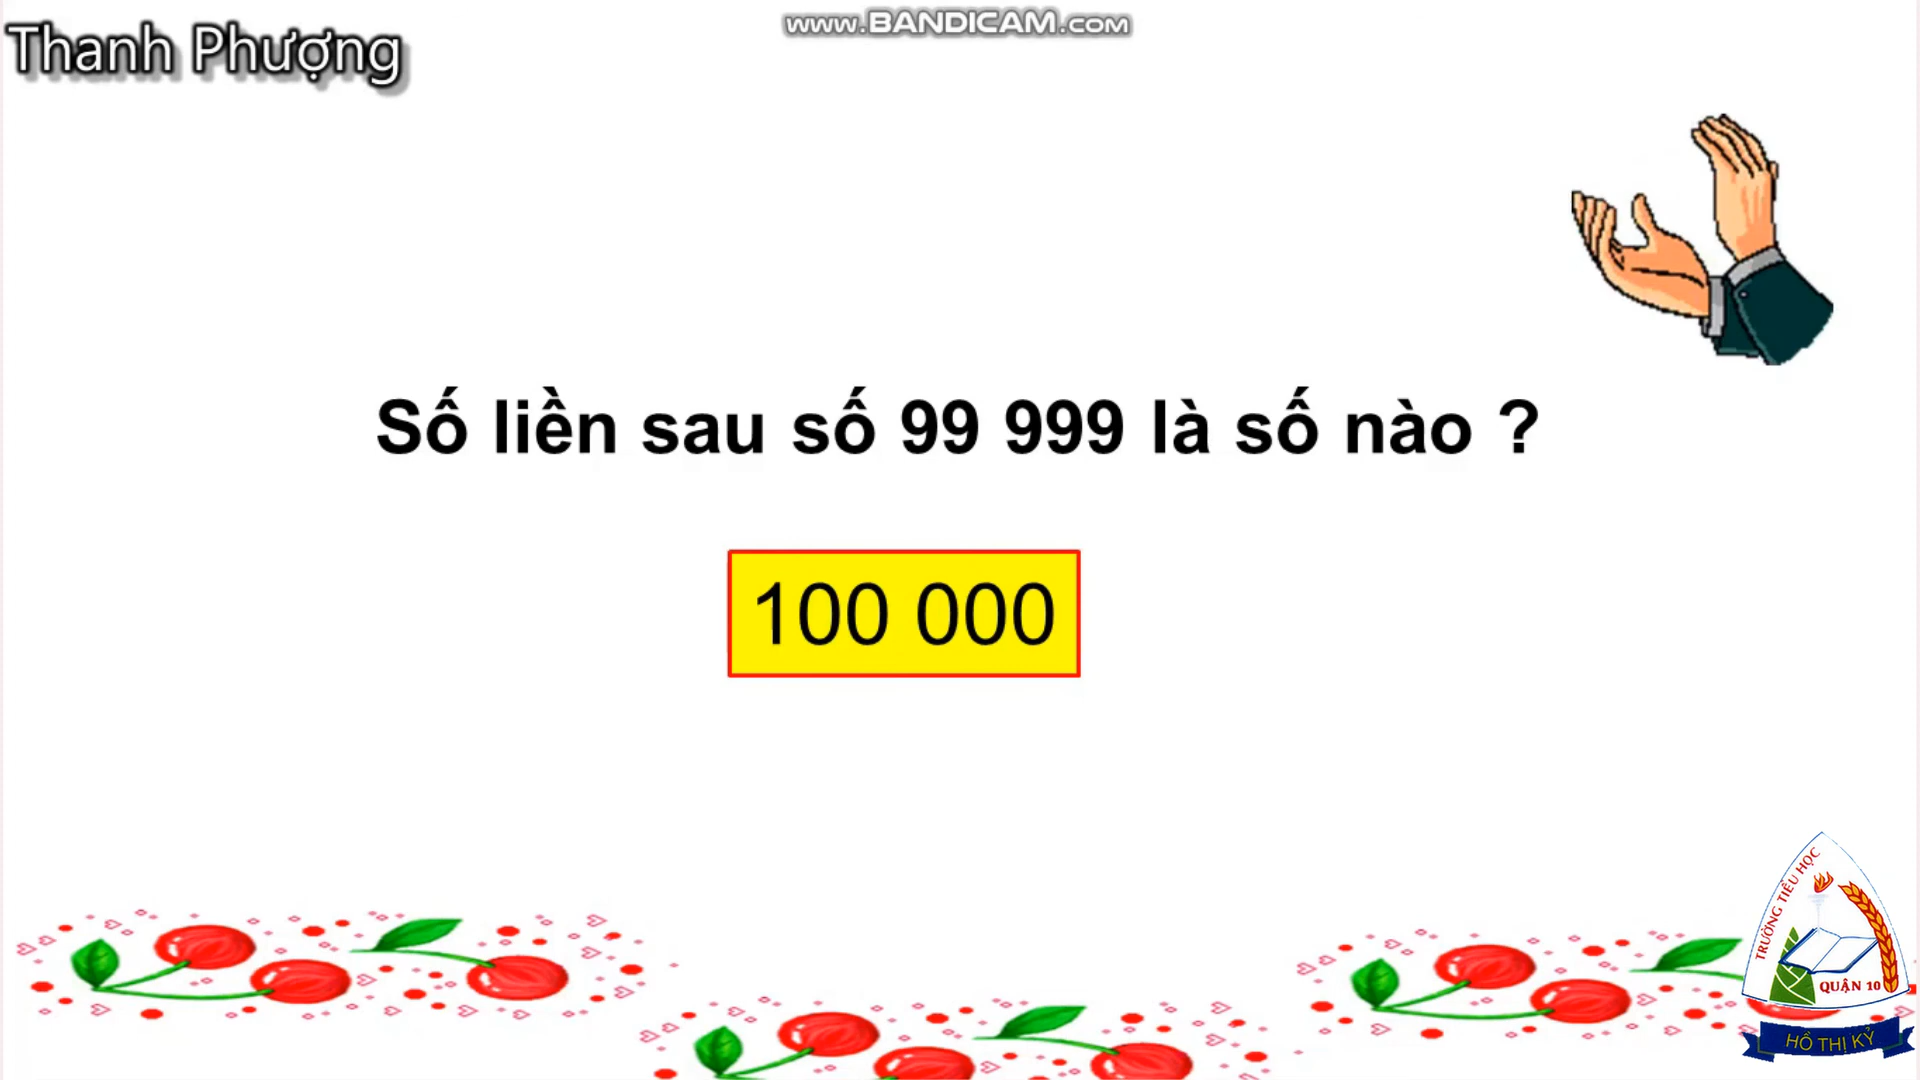 www.BANDICAM.com
Thanh Phượng
Số liền sau số 99 999 là số nào ?
100 000
TRƯỜNG TIỂU HỌC
QUẬN 10
HỒ THỊ KỶ